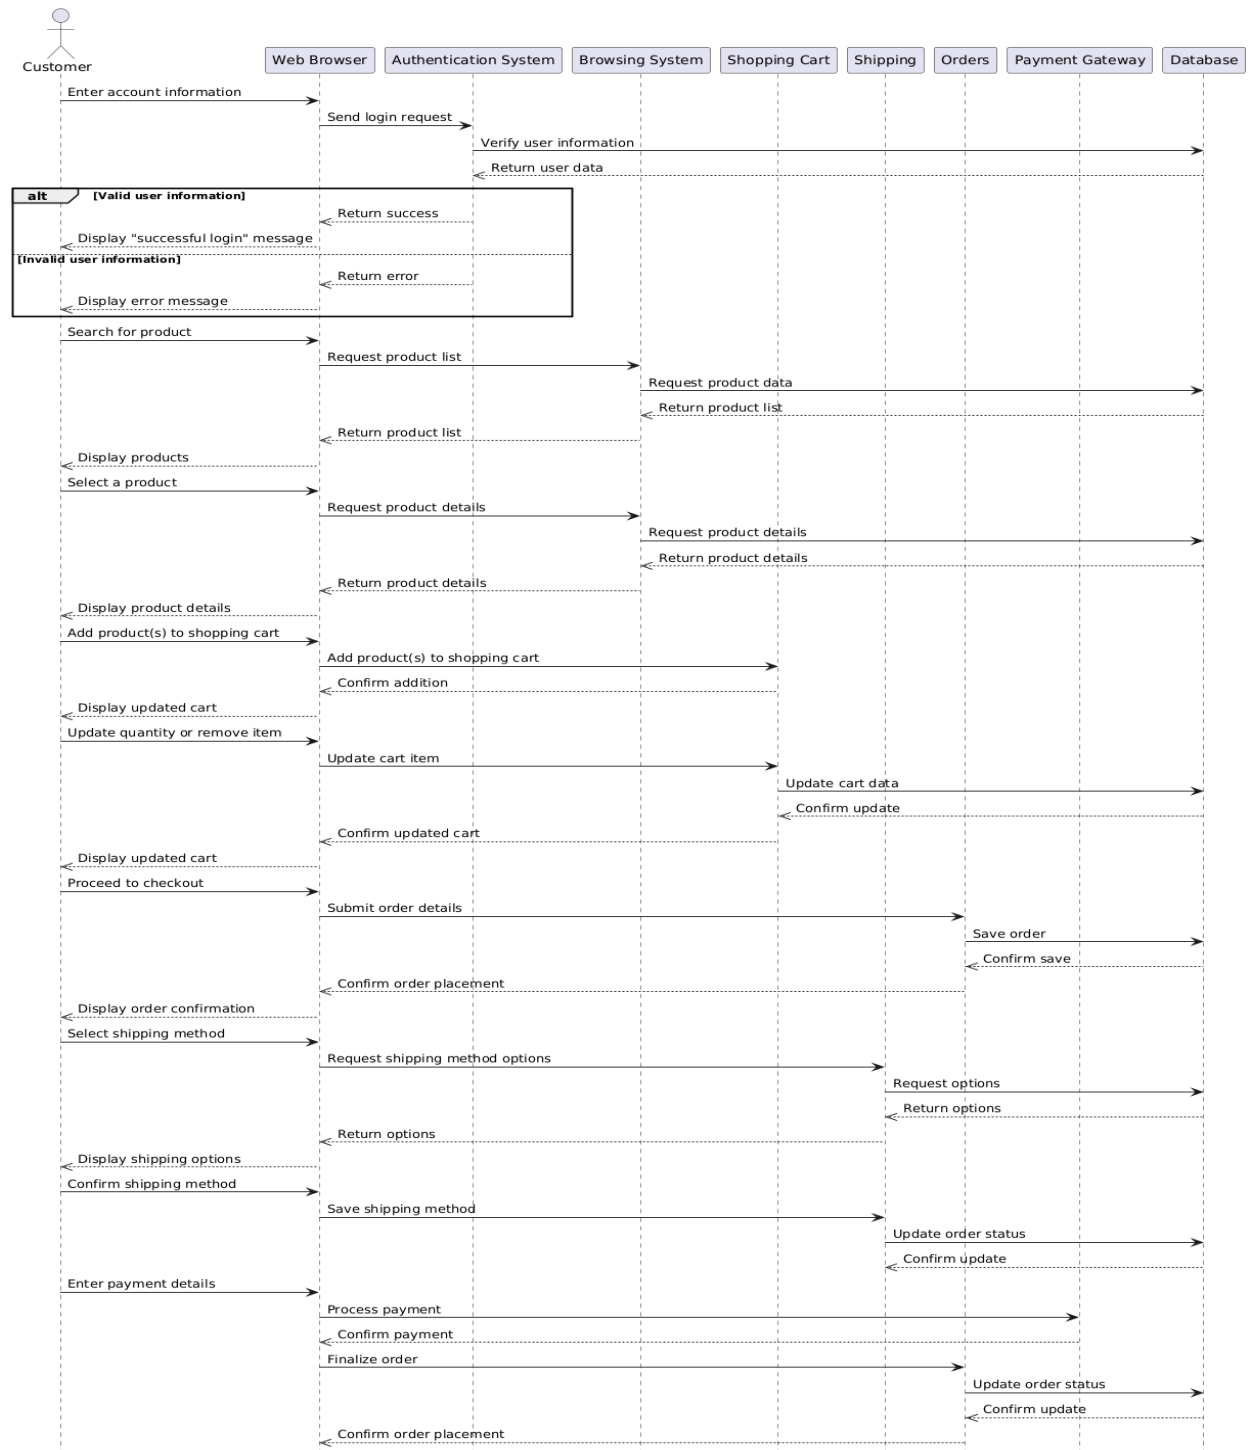 Customer
Web Browser
Authentication System
Browsing System
Shopping Cart
Shipping
Orders
Payment Gateway
Database
Enter account information
Send login request
Verify user information
Return user data
alt [Valid user information]
Return success
Display "successful login" message
[Invalid user information]
Return error
Display error message
Search for product
Request product list
Request product data
Return product list
Return product list
Display products
Select a product
Request product details
Request product details
Return product details
Return product details
Display product details
Add product(s) to shopping cart
Add product(s) to shopping cart
Confirm addition
Display updated cart
Update quantity or remove item
Update cart item
Update cart data
Confirm update
Confirm updated cart
Display updated cart
Proceed to checkout
Submit order details
Save order
Confirm save
Confirm order placement
Display order confirmation
Select shipping method
Request shipping method options
Request options
Return options
Return options
Display shipping options
Confirm shipping method
Save shipping method
Update order status
Confirm update
Enter payment details
Process payment
Confirm payment
Finalize order
Update order status
Confirm update
Confirm order placement